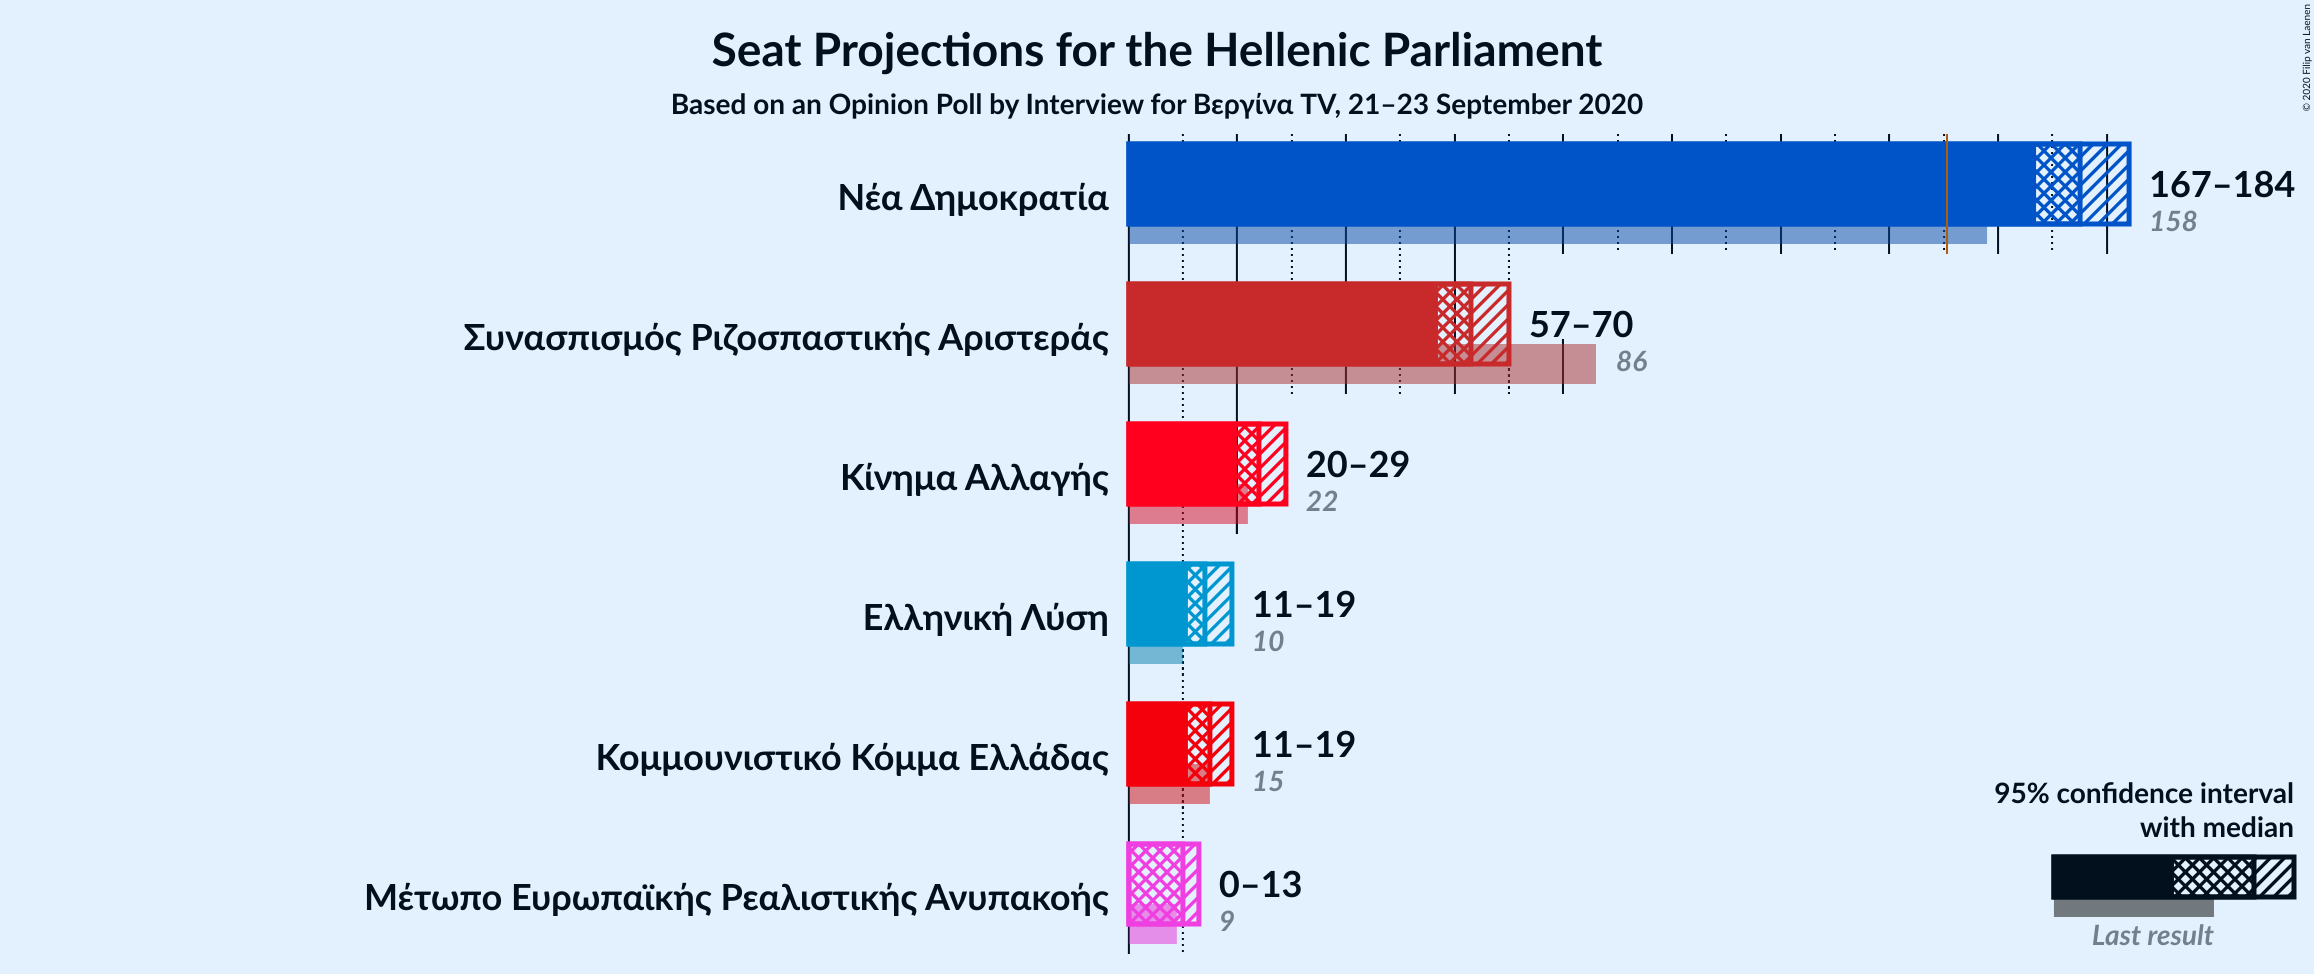 Seat Projections for the Hellenic Parliament
Based on an Opinion Poll by Interview for Βεργίνα TV, 21–23 September 2020
© 2020 Filip van Laenen
Νέα Δημοκρατία
167–184
158
Συνασπισμός Ριζοσπαστικής Αριστεράς
57–70
86
Κίνημα Αλλαγής
20–29
22
Ελληνική Λύση
11–19
10
Κομμουνιστικό Κόμμα Ελλάδας
11–19
15
Μέτωπο Ευρωπαϊκής Ρεαλιστικής Ανυπακοής
0–13
9
95% confidence interval
with median
Last result